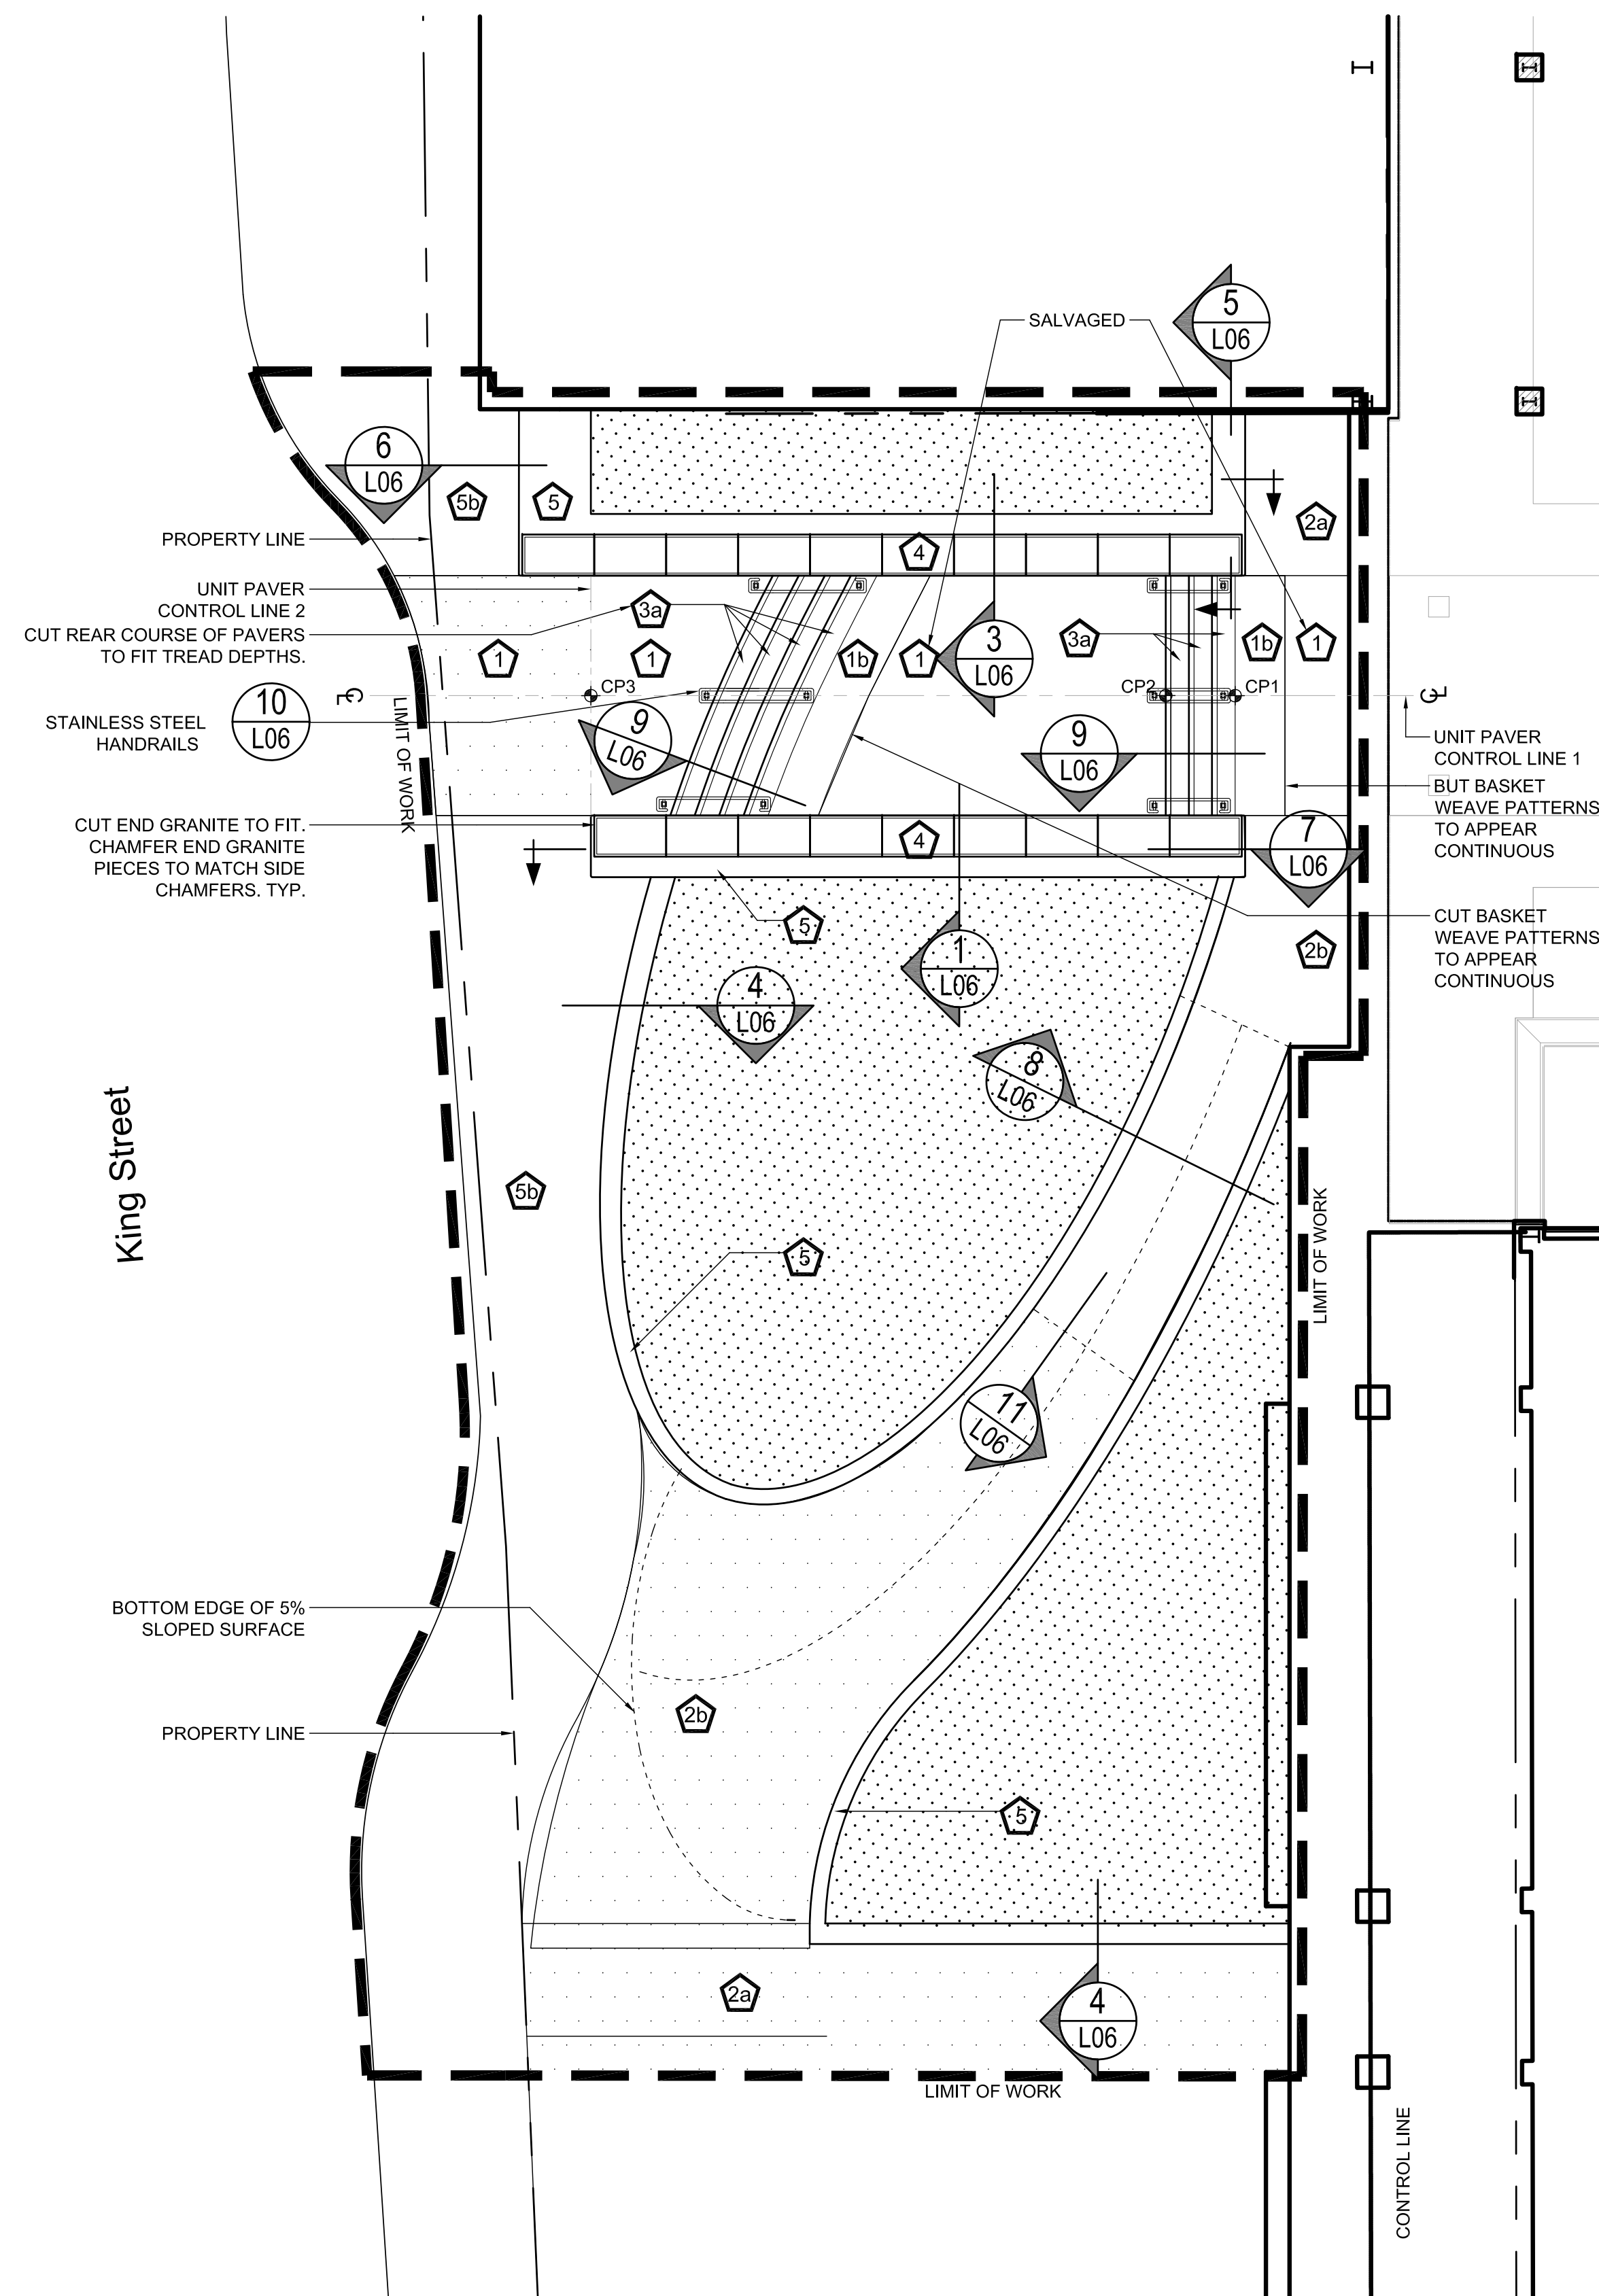 SALVAGED
5
L06
6
L06
5b
5
2a
4
PROPERTY LINE
UNIT PAVER
CONTROL LINE 2
CUT REAR COURSE OF PAVERS
TO FIT TREAD DEPTHS.
3a
1
1
1b
1
3
L06
3a
1b
1
CP3
CP2
CP1
10
L06
STAINLESS STEEL
HANDRAILS
LIMIT OF WORK
9
L06
9
L06
UNIT PAVER
CONTROL LINE 1
BUT BASKET
WEAVE PATTERNS
TO APPEAR
CONTINUOUS
CUT END GRANITE TO FIT.
CHAMFER END GRANITE
PIECES TO MATCH SIDE
CHAMFERS. TYP.
4
7
L06
5
1
L06
2b
CUT BASKET
WEAVE PATTERNS
TO APPEAR
CONTINUOUS
4
L06
8
L06
King Street
5b
5
LIMIT OF WORK
11
L06
BOTTOM EDGE OF 5%
SLOPED SURFACE
2b
PROPERTY LINE
5
2a
4
L06
LIMIT OF WORK
CONTROL LINE